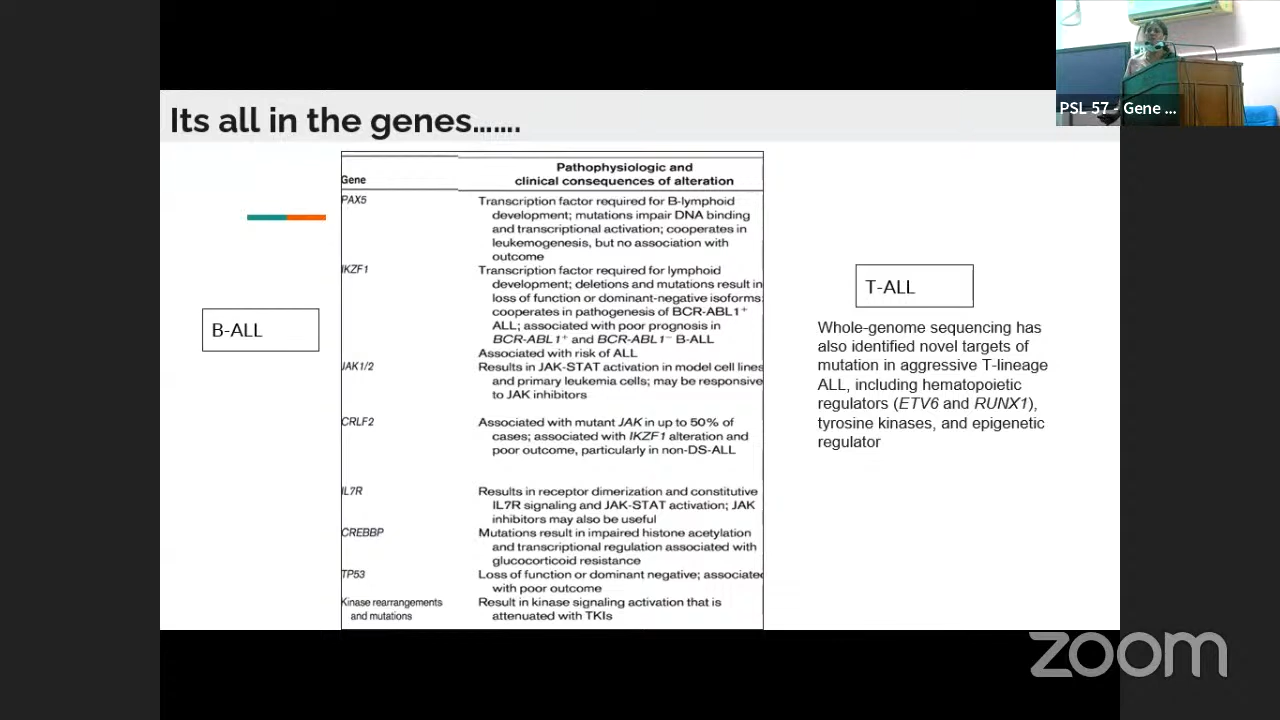 PSL 57 - Gene ...
Its all in the genes.......
Gene
Pathophysiologic and
clinical consequences of alteration
PAX5
Transcription factor required for B-lymphoid
development; mutations impair DNA binding
and transcriptional activation; cooperates in
leukemogenesis, but no association with
outcome
IKZF1
Transcription factor required for lymphoid
development; deletions and mutations result in
loss of function or dominant-negative isoforms;
cooperates in pathogenesis of BCR-ABL1+
ALL; associated with poor prognosis in
BCR-ABL1+ and BCR-ABL1− B-ALL
Associated with risk of ALL
JAK1/2
Results in JAK-STAT activation in model cell lines
and primary leukemia cells; may be responsive
to JAK inhibitors
CRLF2
Associated with mutant JAK in up to 50% of
cases; associated with IKZF1 alteration and
poor outcome, particularly in non-DS-ALL
IL7R
Results in receptor dimerization and constitutive
IL7R signaling and JAK-STAT activation; JAK
inhibitors may also be useful
CREBBP
Mutations result in impaired histone acetylation
and transcriptional regulation associated with
glucocorticoid resistance
TP53
Loss of function or dominant negative; associated
with poor outcome
Kinase rearrangements
and mutations
Result in kinase signaling activation that is
attenuated with TKIs
B-ALL
T-ALL
Whole-genome sequencing has
also identified novel targets of
mutation in aggressive T-lineage
ALL, including hematopoietic
regulators (ETV6 and RUNX1),
tyrosine kinases, and epigenetic
regulator
zoom